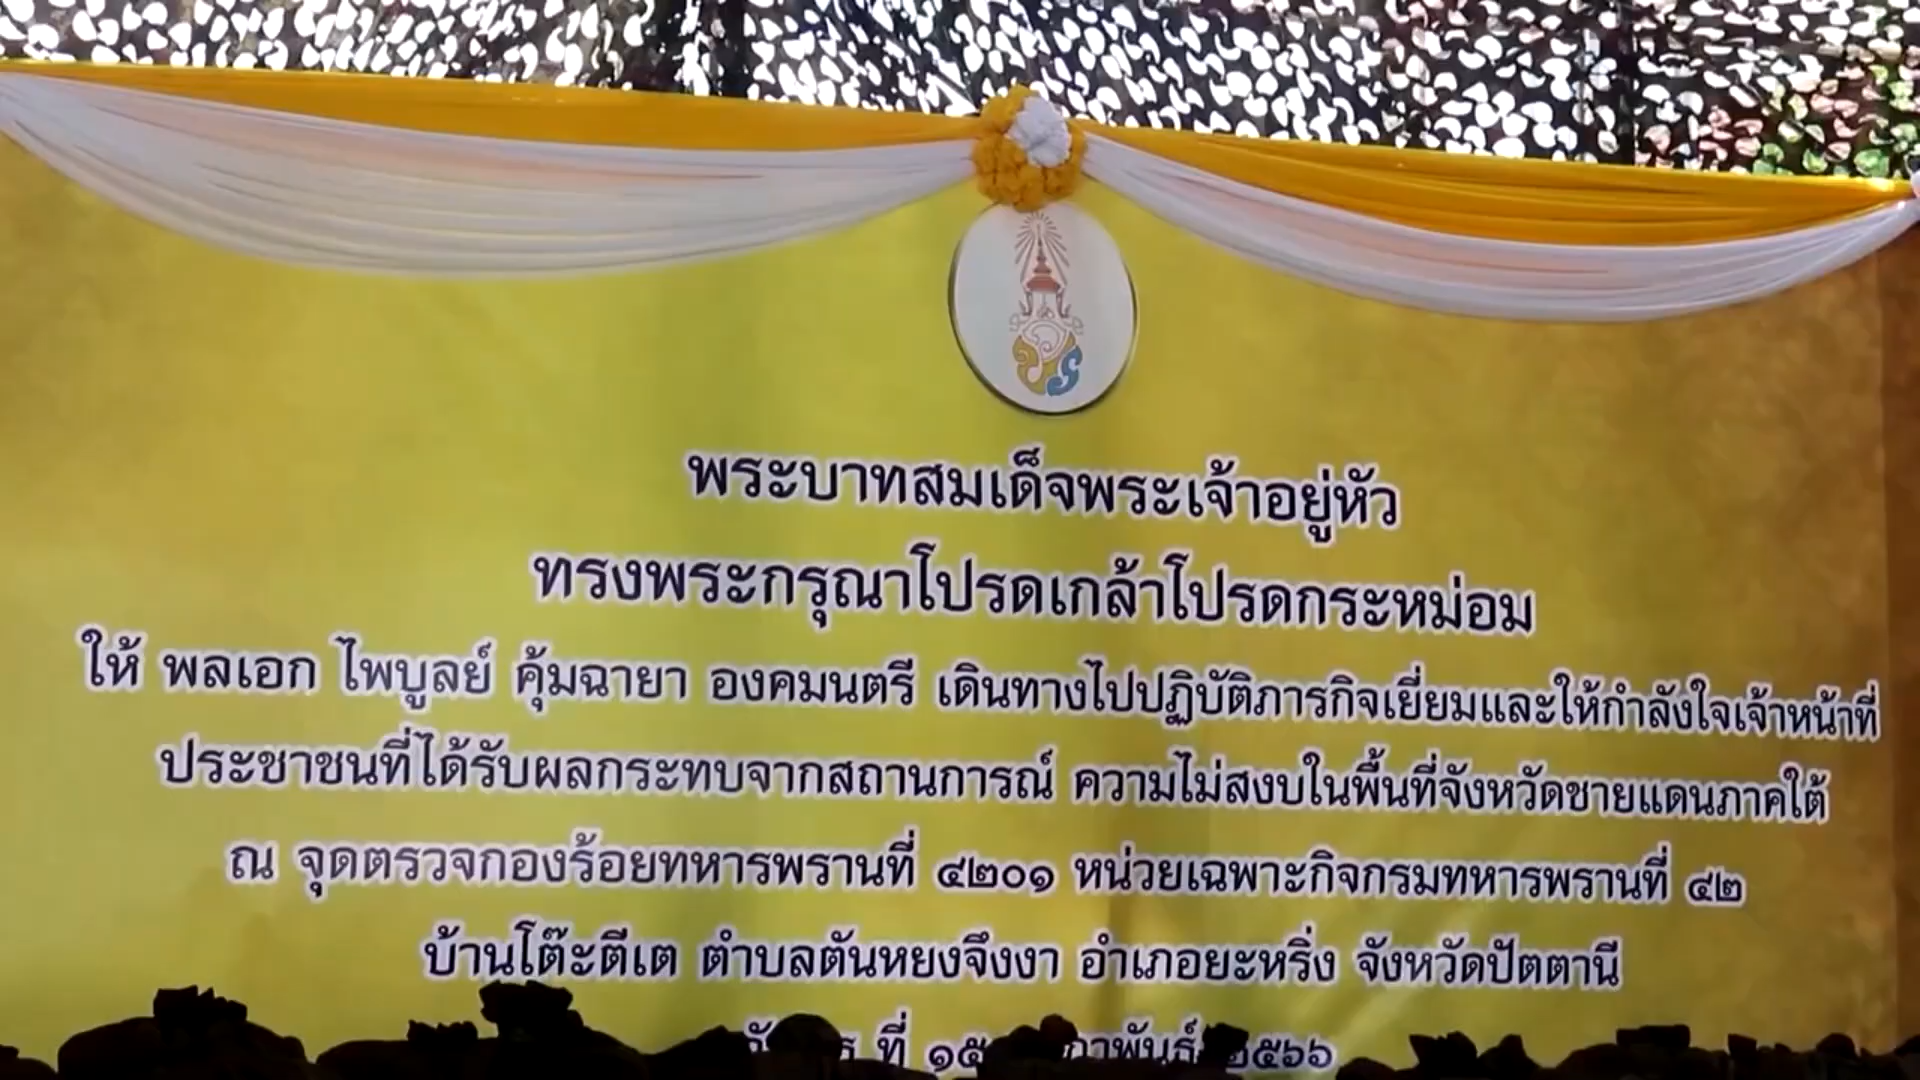 พระบาทสมเด็จพระเจ้าอยู่หัว
ทรงพระกรุณาโปรดเกล้าโปรดกระหม่อม
ให้ พลเอก ไพบูลย์ คุ้มฉายา องคมนตรี เดินทางไปปฏิบัติภารกิจเยี่ยมและให้กำลังใจเจ้าหน้าที่
ประชาชนที่ได้รับผลกระทบจากสถานการณ์ ความไม่สงบในพื้นที่จังหวัดชายแดนภาคใต้
ณ จุดตรวจกองร้อยทหารพรานที่ ๔๒๐๑ หน่วยเฉพาะกิจกรมทหารพรานที่ ๔๒
บ้านโต๊ะตีเต ตำบลตันหยงจึงงา อำเภอยะหริ่ง จังหวัดปัตตานี
ที่ ๒๕๖๖